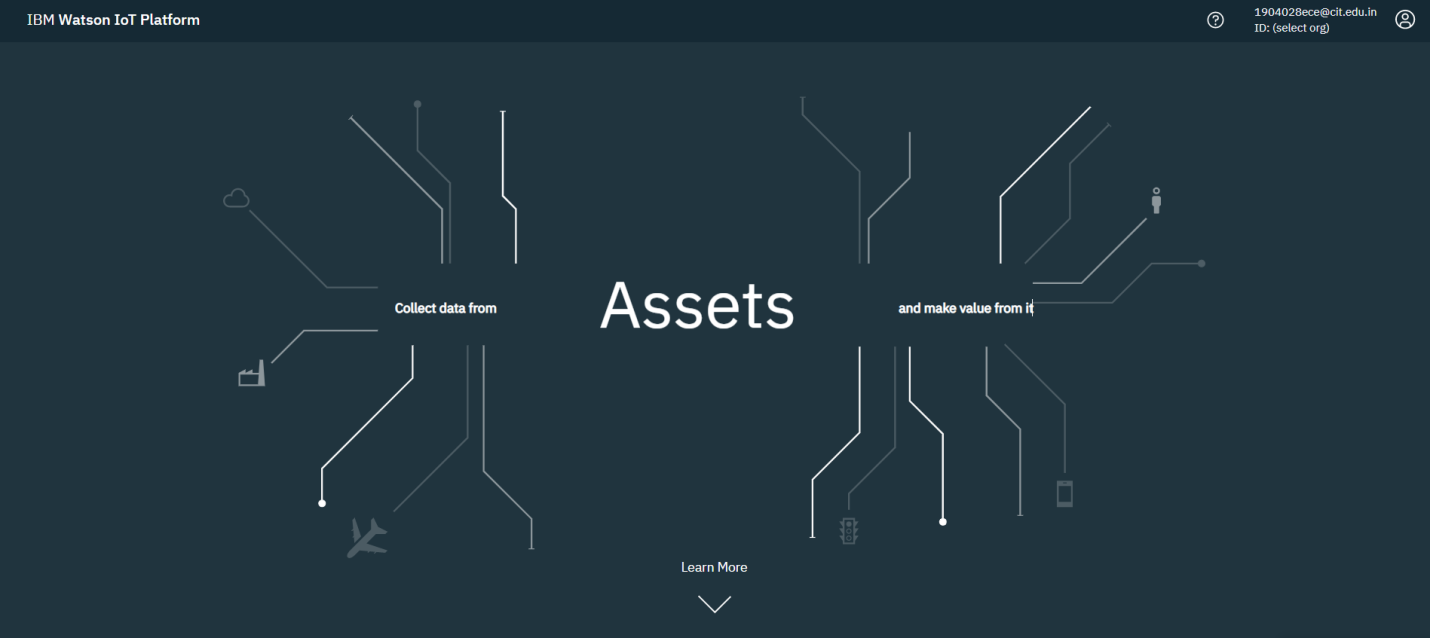 IBM Watson IoT Platform
1904028ece@cit.edu.in
ID: (select org)
Collect data from
Assets
and make value from it
Learn More